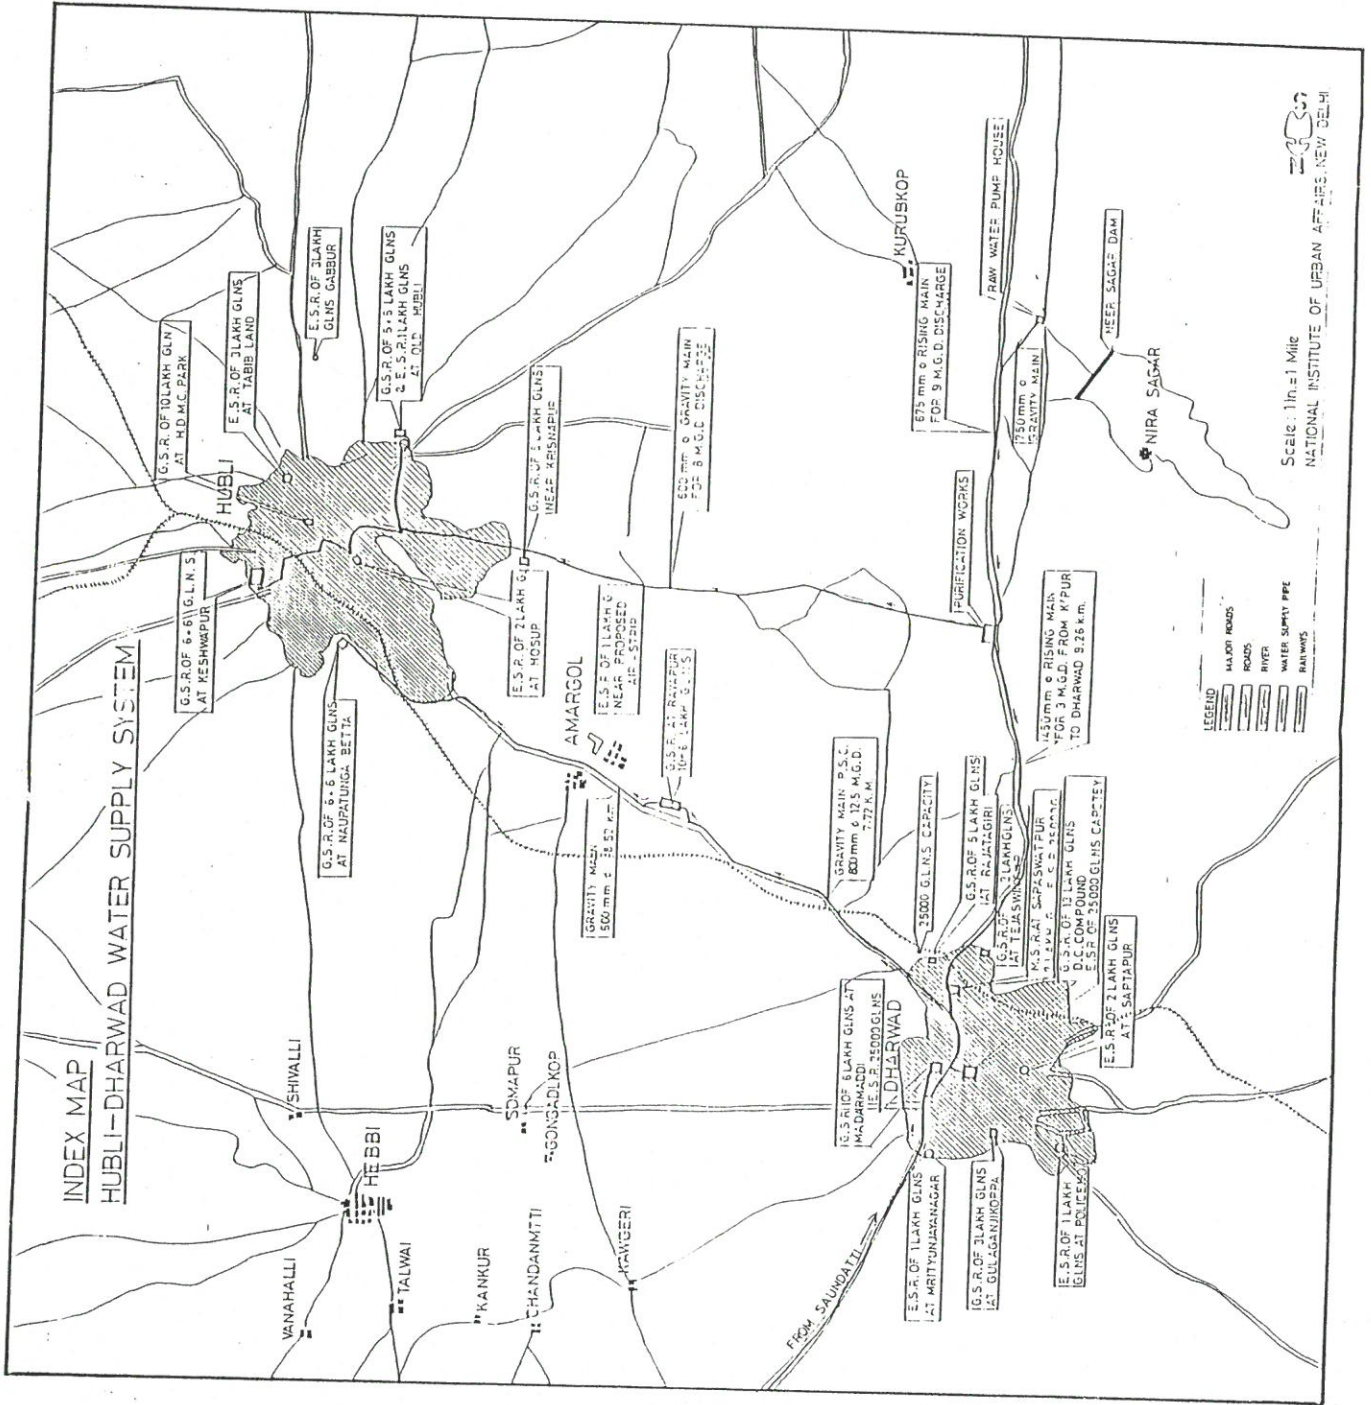 INDEX MAP
HUBLI-DHARWAD WATER SUPPLY SYSTEM
VANAHALLI
TALWAI
KANKUR
CHANDANMTTI
KAWGERI
HEBBI
SHIVALLI
SOMAPUR
GONGADIKOP
HUBLI
AMARGOL
DHARWAD
KURUBKOP
NIRA SAGAR
G.S.R. OF 6+6 G.L.N.S
AT KESHWAPUR
G.S.R. OF 10 LAKH GLN
AT H.D.M.C. PARK
E.S.R. OF 3 LAKH GLNS
AT TABIB LAND
E.S.R. OF 3 LAKH
GLNS GABBUR
G.S.R. OF 5+5 LAKH GLNS
& E.S.R. 1 LAKH GLNS
AT OLD HUBLI
G.S.R. OF 6+6 LAKH GLNS
AT NAUPATUNGA BETTA
G.S.R. OF LAKH GLNS
NEAR KRISNAPUR
E.S.R. OF 2 LAKH G
AT HOSUR
E.S.R. OF 1 LAKH G
NEAR PROPOSED
AIR-STRIP
600 mm ø GRAVITY MAIN
FOR 8 M.G.D DISCHARGE
G.S.R. AT RAYAPUR
LAKH GLNS
GRAVITY MAIN
GRAVITY MAIN P.S.C.
800 mm ø 12.5 M.G.D.
7.72 K.M.
675 mm ø RISING MAIN
FOR 9 M.G.D. DISCHARGE
RAW WATER PUMP HOUSE
NEER SAGAR DAM
1750 mm ø
GRAVITY MAIN
PURIFICATION WORKS
450 mm ø RISING MAIN
FOR 3 M.G.D. FROM K'PUR
TO DHARWAD 9.26 k.m.
25000 G.L.N.S CAPACITY
G.S.R. OF 5 LAKH GLNS
AT RAJATAGIRI
G.S.R. OF 2 LAKH GLNS
M.S.R. AT SARASWATPUR
G.S.R. OF LAKH GLNS
D.C. COMPOUND
E.S.R OF 25000 GLNS CAPCTEY
E.S.R. OF 2 LAKH GLNS
AT SAPTAPUR
G.S.R OF 6 LAKH GLNS AT
MADARMADDI
E.S.R. 25000 GLNS
E.S.R. OF 1 LAKH GLNS
AT MRITYUNJAYANAGAR
G.S.R. OF 3 LAKH GLNS
AT GULAGANJIKOPPA
E.S.R. OF 1 LAKH
GLNS AT POLICE
FROM SAUNDATTI
LEGEND
MAJOR ROADS
ROADS
RIVER
WATER SUPPLY PIPE
RAILWAYS
Scale: 1 In.=1 Mile
NATIONAL INSTITUTE OF URBAN AFFAIRS, NEW DELHI